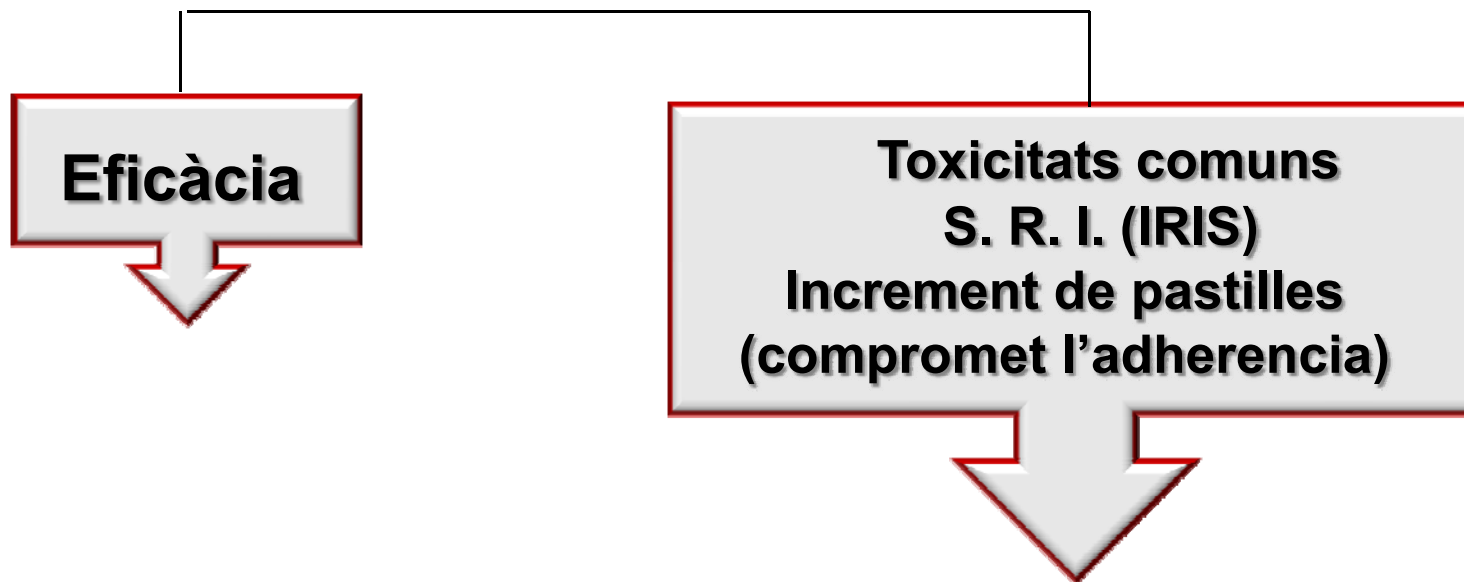 Eficàcia
Toxicitats comuns
S. R. I. (IRIS)
Increment de pastilles
(compromet l’adherencia)